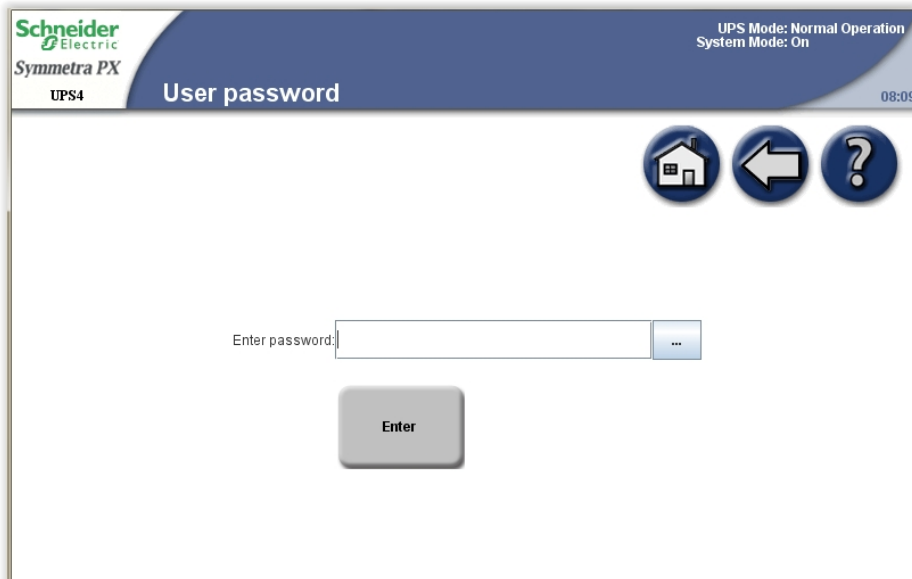 Schneider
Electric
Symmetra PX
UPS4
User password
UPS Mode: Normal Operation
System Mode: On
08:09
?
Enter password:
...
Enter